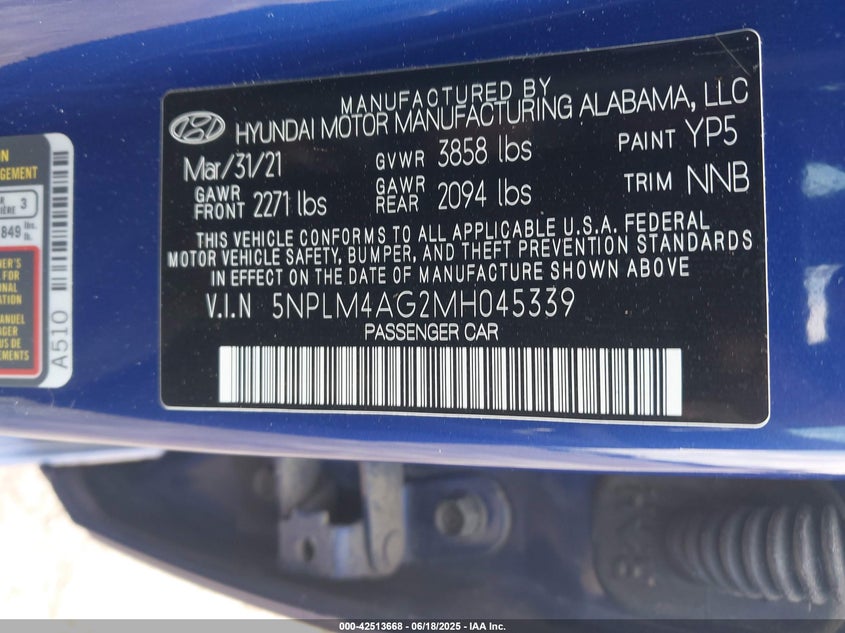 MANUFACTURED BY
HYUNDAI MOTOR MANUFACTURING ALABAMA, LLC
Mar/31/21 GVWR 3858 lbs PAINT YP5
GAWR FRONT 2271 lbs GAWR REAR 2094 lbs TRIM NNB
THIS VEHICLE CONFORMS TO ALL APPLICABLE U.S.A. FEDERAL
MOTOR VEHICLE SAFETY, BUMPER, AND THEFT PREVENTION STANDARDS
IN EFFECT ON THE DATE OF MANUFACTURE SHOWN ABOVE
V.I.N 5NPLM4AG2MH045339
PASSENGER CAR
3
849 lbs.
A510
000-42513668 - 06/18/2025 - IAA Inc.